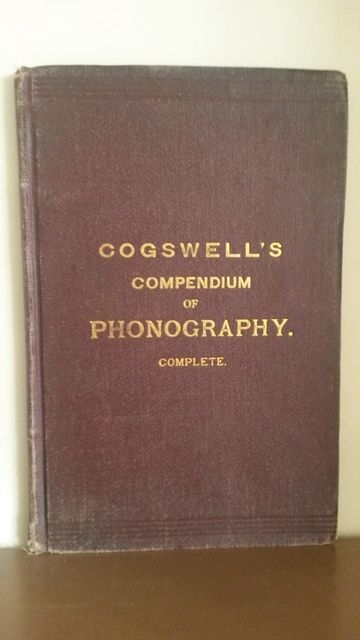 COGSWELL'S
COMPENDIUM
OF
PHONOGRAPHY.
COMPLETE.